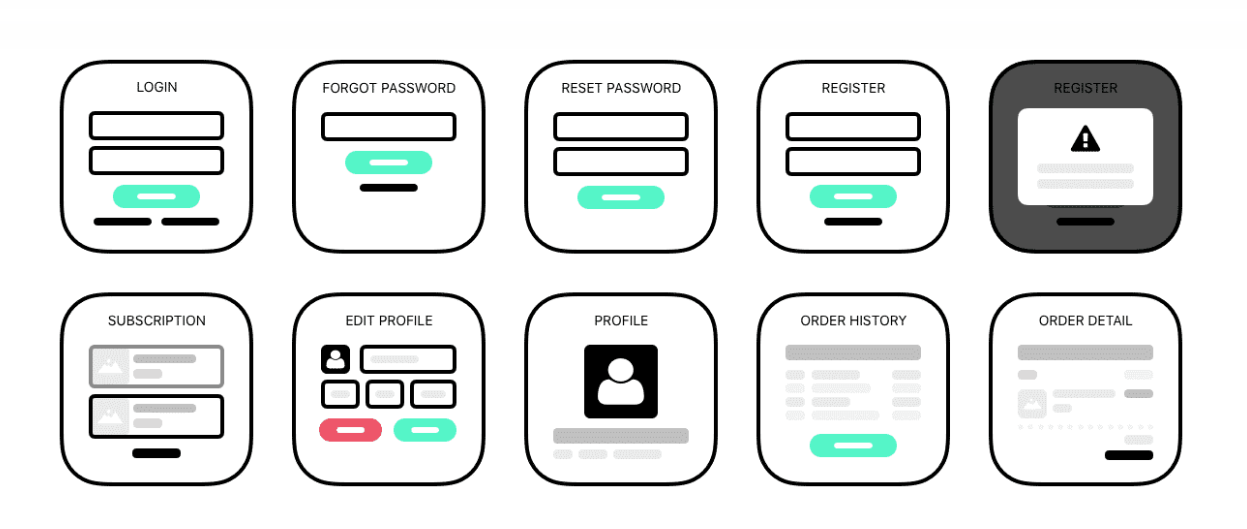 LOGIN
FORGOT PASSWORD
RESET PASSWORD
REGISTER
REGISTER
SUBSCRIPTION
EDIT PROFILE
PROFILE
ORDER HISTORY
ORDER DETAIL